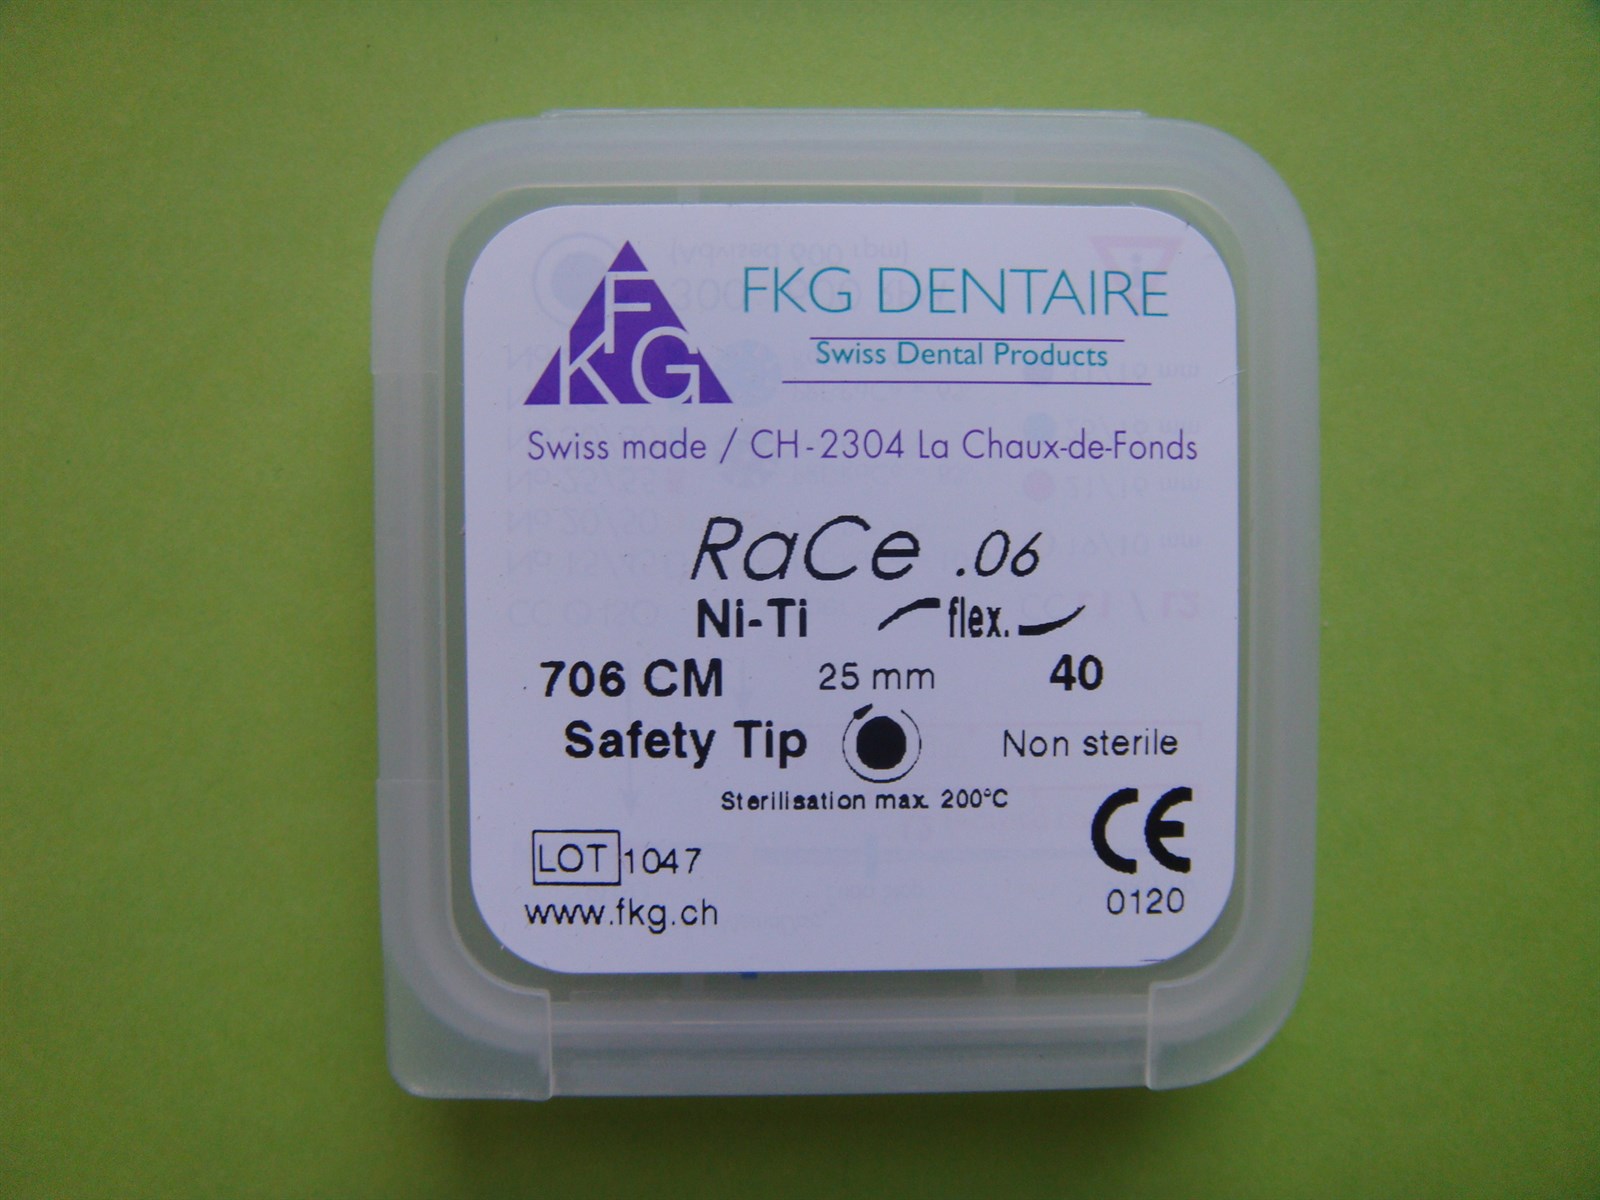 FKG
FKG DENTAIRE
Swiss Dental Products
Swiss made / CH-2304 La Chaux-de-Fonds
RaCe .06
Ni-Ti flex.
706 CM 25 mm 40
Safety Tip Non sterile
Sterilisation max. 200°C
LOT 1047
CE
0120
www.fkg.ch